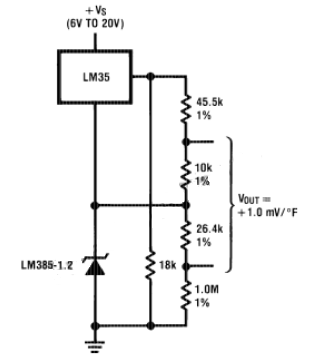 +VS
(6V TO 20V)
LM35
45.5k
1%
10k
1%
VOUT =
+1.0 mV/°F
26.4k
1%
LM385-1.2
18k
1.0M
1%